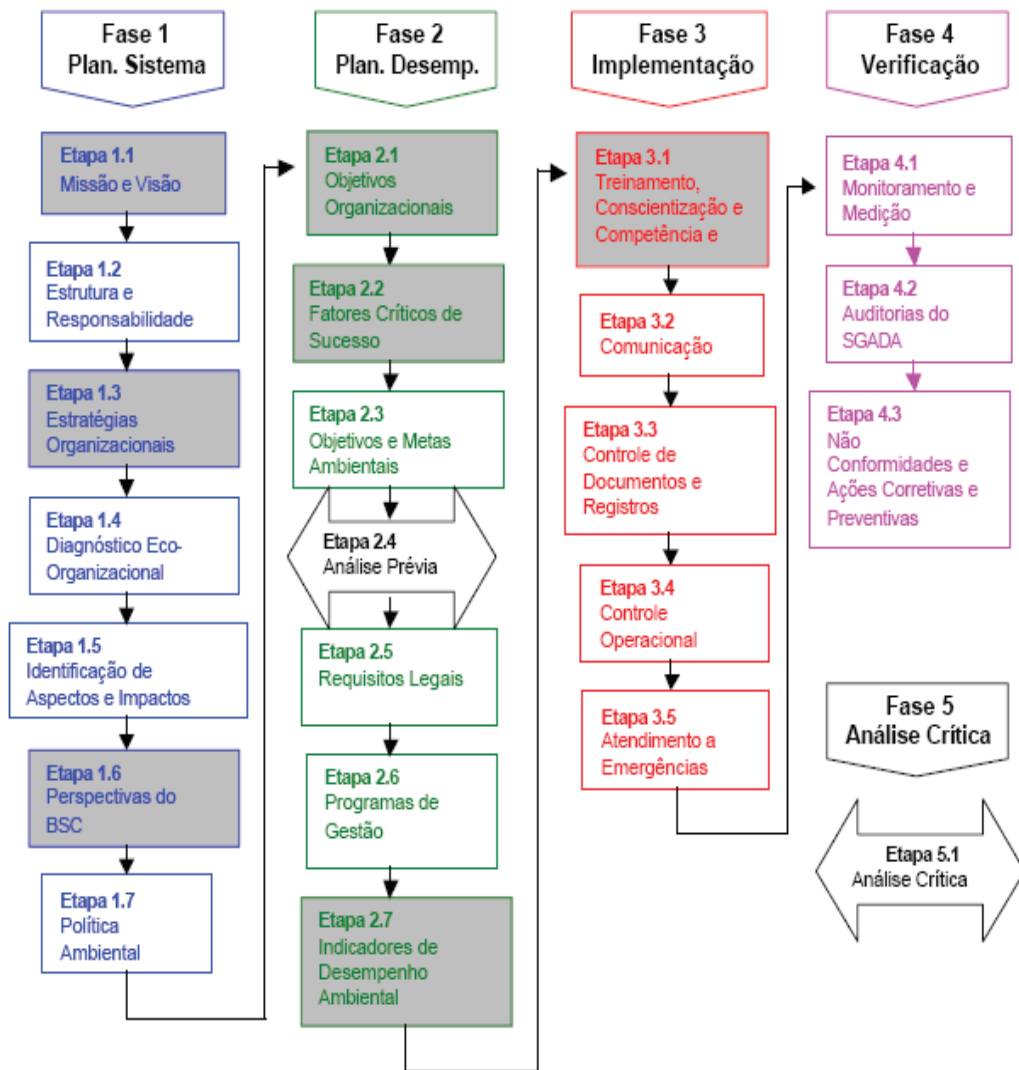 Fase 1
Plan. Sistema
Etapa 1.1
Missão e Visão
Etapa 1.2
Estrutura e
Responsabilidade
Etapa 1.3
Estratégias
Organizacionais
Etapa 1.4
Diagnóstico Eco-
Organizacional
Etapa 1.5
Identificação de
Aspectos e Impactos
Etapa 1.6
Perspectivas do
BSC
Etapa 1.7
Política
Ambiental
Fase 2
Plan. Desemp.
Etapa 2.1
Objetivos
Organizacionais
Etapa 2.2
Fatores Críticos de
Sucesso
Etapa 2.3
Objetivos e Metas
Ambientais
Etapa 2.4
Análise Prévia
Etapa 2.5
Requisitos Legais
Etapa 2.6
Programas de
Gestão
Etapa 2.7
Indicadores de
Desempenho
Ambiental
Fase 3
Implementação
Etapa 3.1
Treinamento,
Conscientização e
Competência e
Etapa 3.2
Comunicação
Etapa 3.3
Controle de
Documentos e
Registros
Etapa 3.4
Controle
Operacional
Etapa 3.5
Atendimento a
Emergências
Fase 4
Verificação
Etapa 4.1
Monitoramento e
Medição
Etapa 4.2
Auditorias do
SGADA
Etapa 4.3
Não
Conformidades e
Ações Corretivas e
Preventivas
Fase 5
Análise Crítica
Etapa 5.1
Análise Crítica